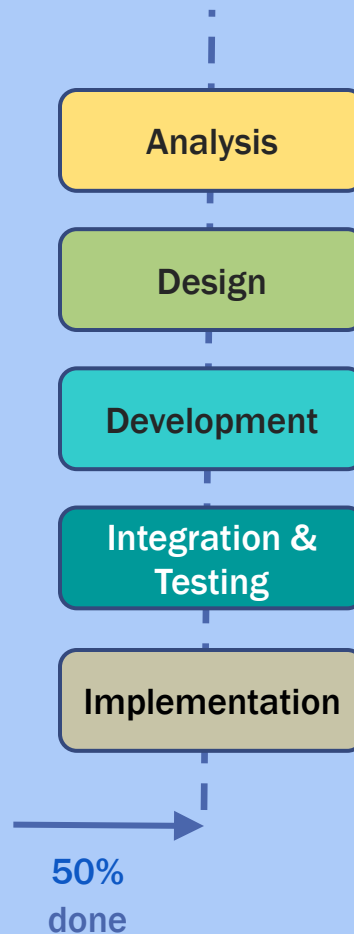 Analysis
Design
Development
Integration &
Testing
Implementation
50%
done